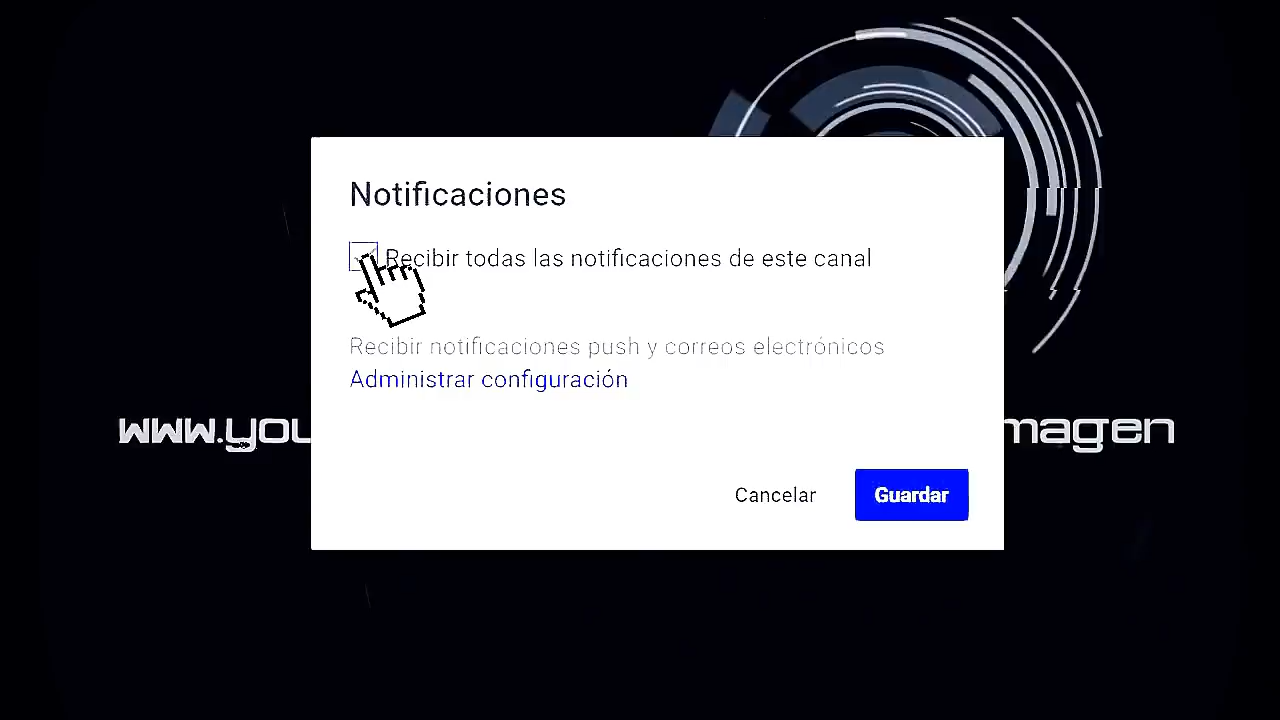 Notificaciones
Recibir todas las notificaciones de este canal
Recibir notificaciones push y correos electrónicos
Administrar configuración
www.you
magen
Cancelar
Guardar